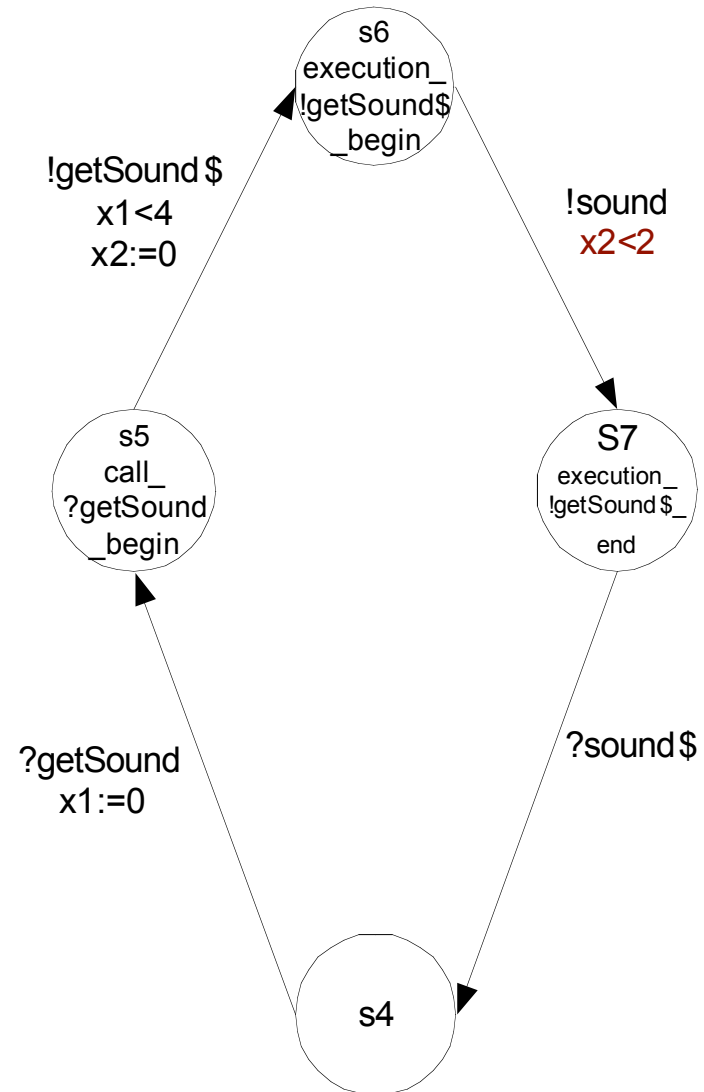 s6
execution_
!getSound$
_begin
!getSound $
x1<4
x2:=0
!sound
x2<2
s5
call_
?getSound
_begin
S7
execution_
!getSound $_
end
?getSound
x1:=0
?sound $
s4